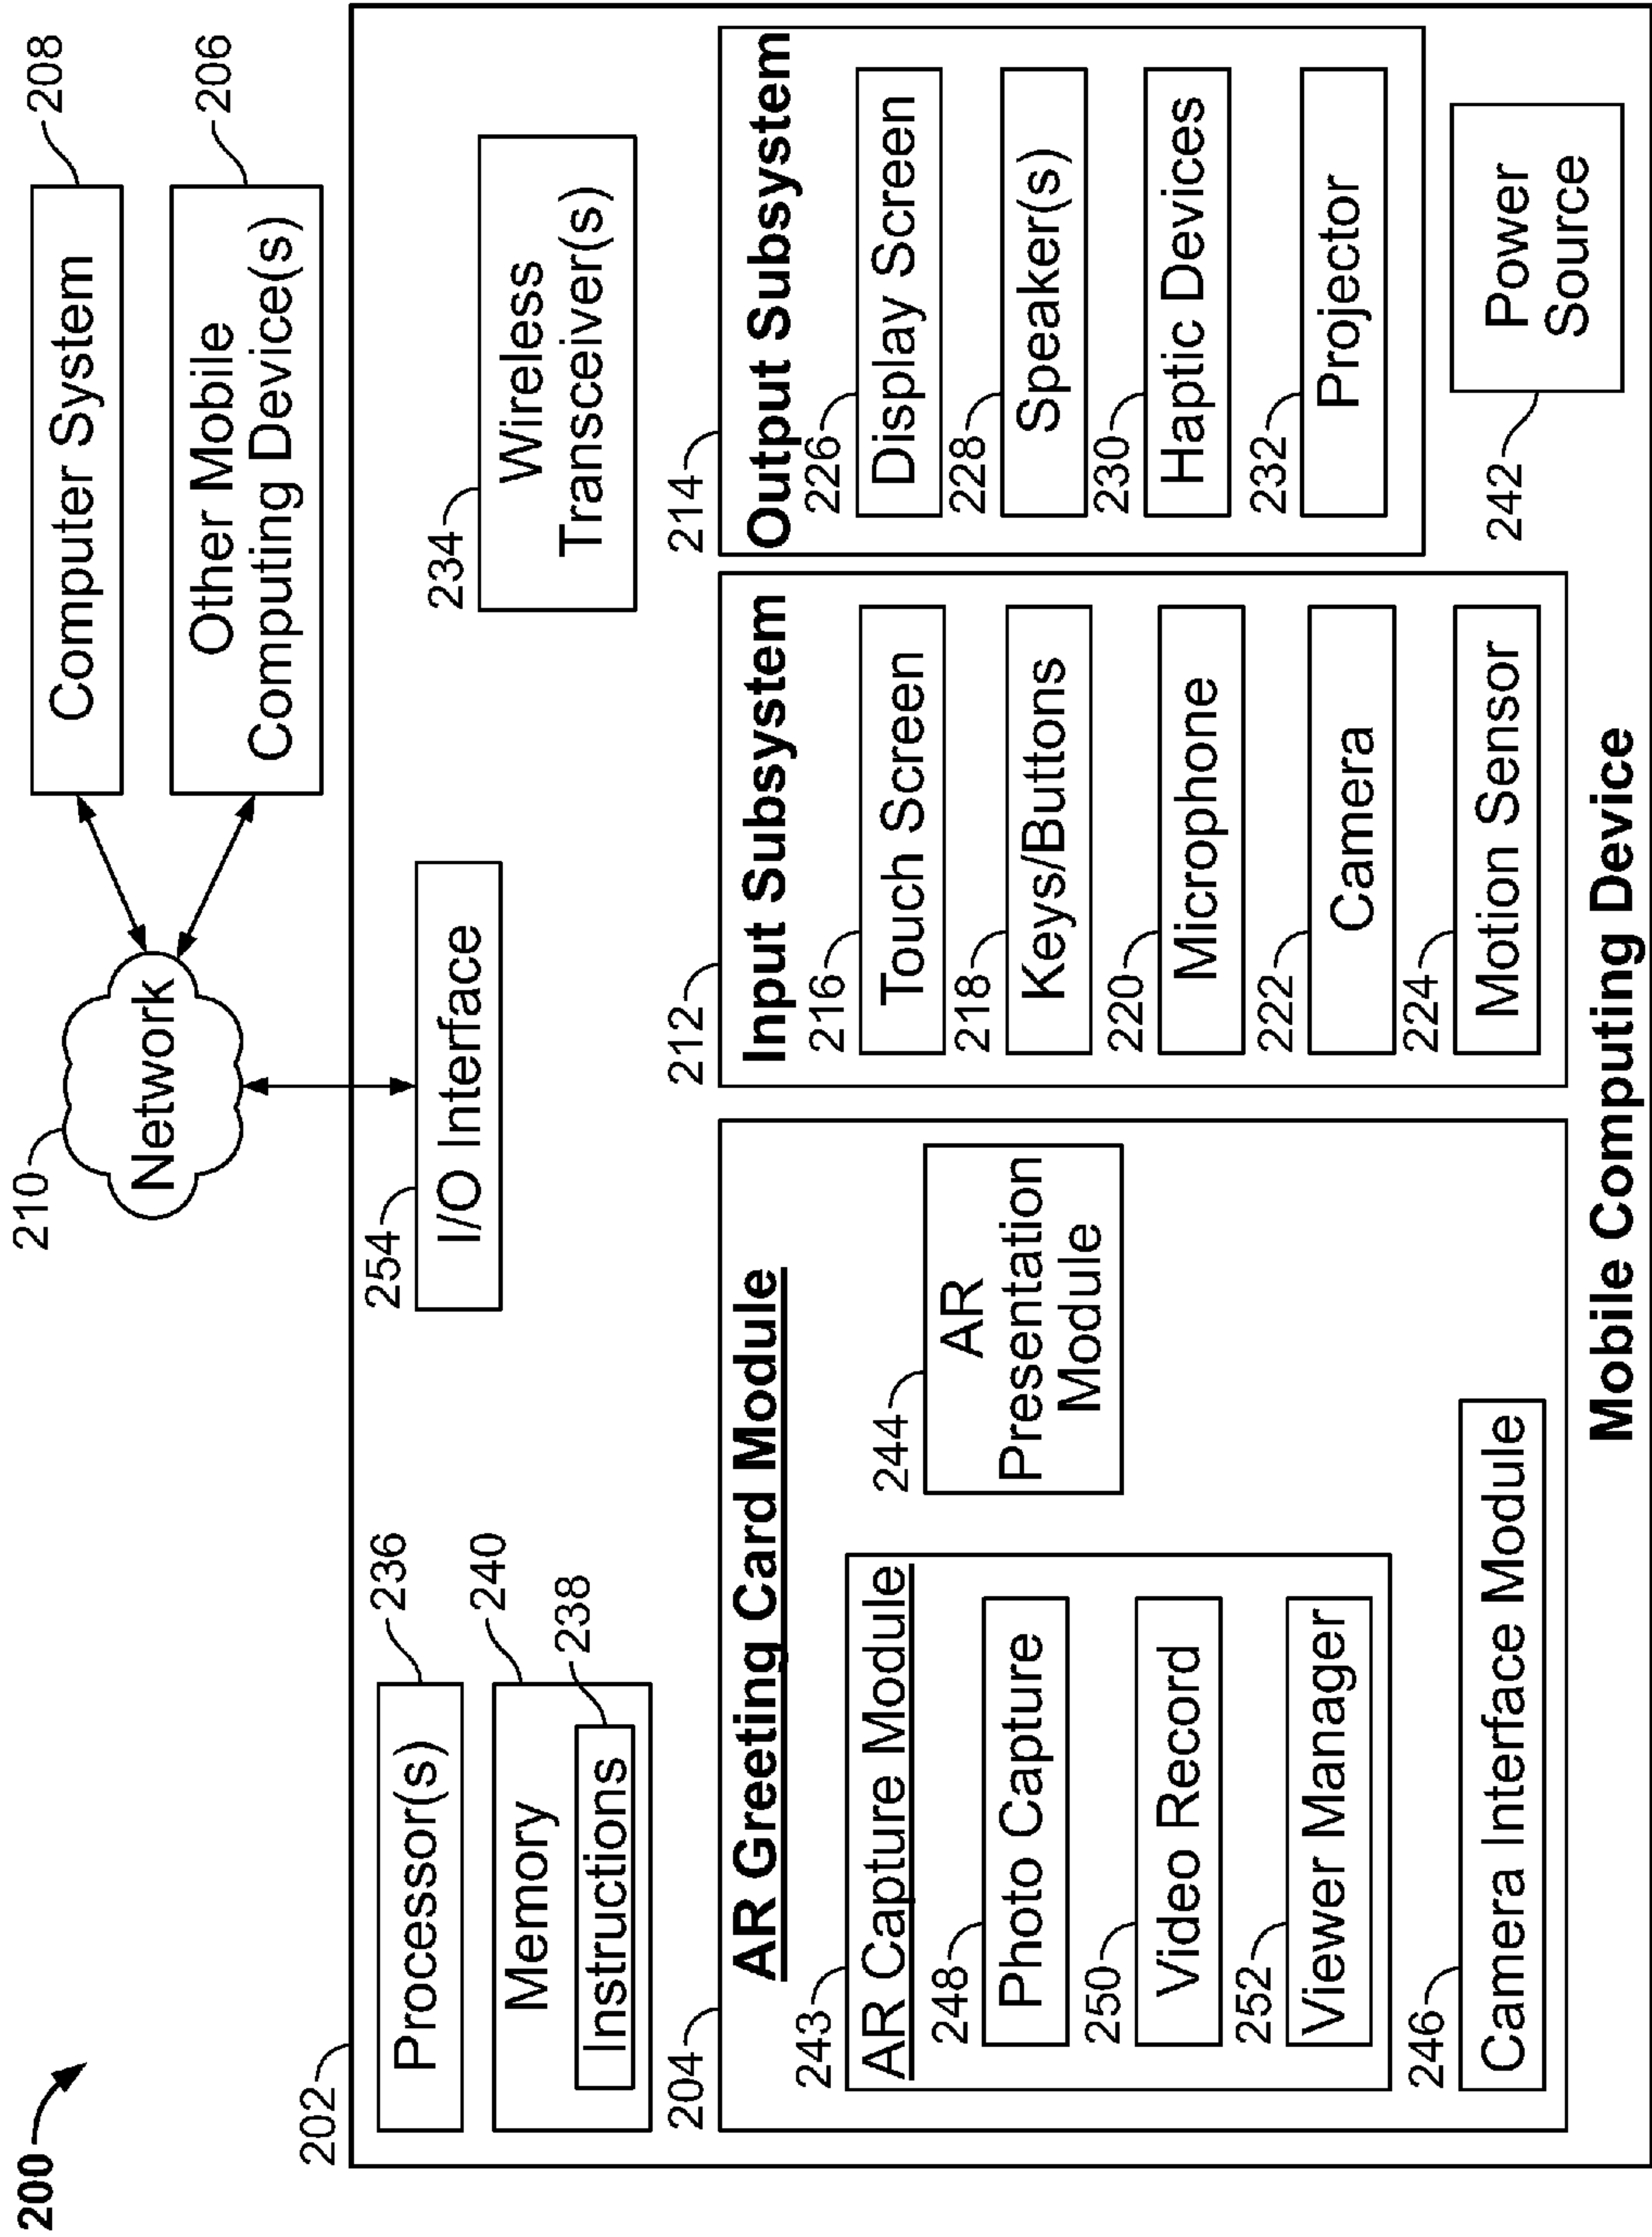 200
210
Network
208
Computer System
206
Other Mobile
Computing Device(s)
202
Processor(s)
236
Memory
240
Instructions
238
254
I/O Interface
234
Wireless
Transceiver(s)
204
AR Greeting Card Module
243
AR Capture Module
248
Photo Capture
250
Video Record
252
Viewer Manager
244
AR
Presentation
Module
246
Camera Interface Module
212
Input Subsystem
216
Touch Screen
218
Keys/Buttons
220
Microphone
222
Camera
224
Motion Sensor
214
Output Subsystem
226
Display Screen
228
Speaker(s)
230
Haptic Devices
232
Projector
242
Power
Source
Mobile Computing Device